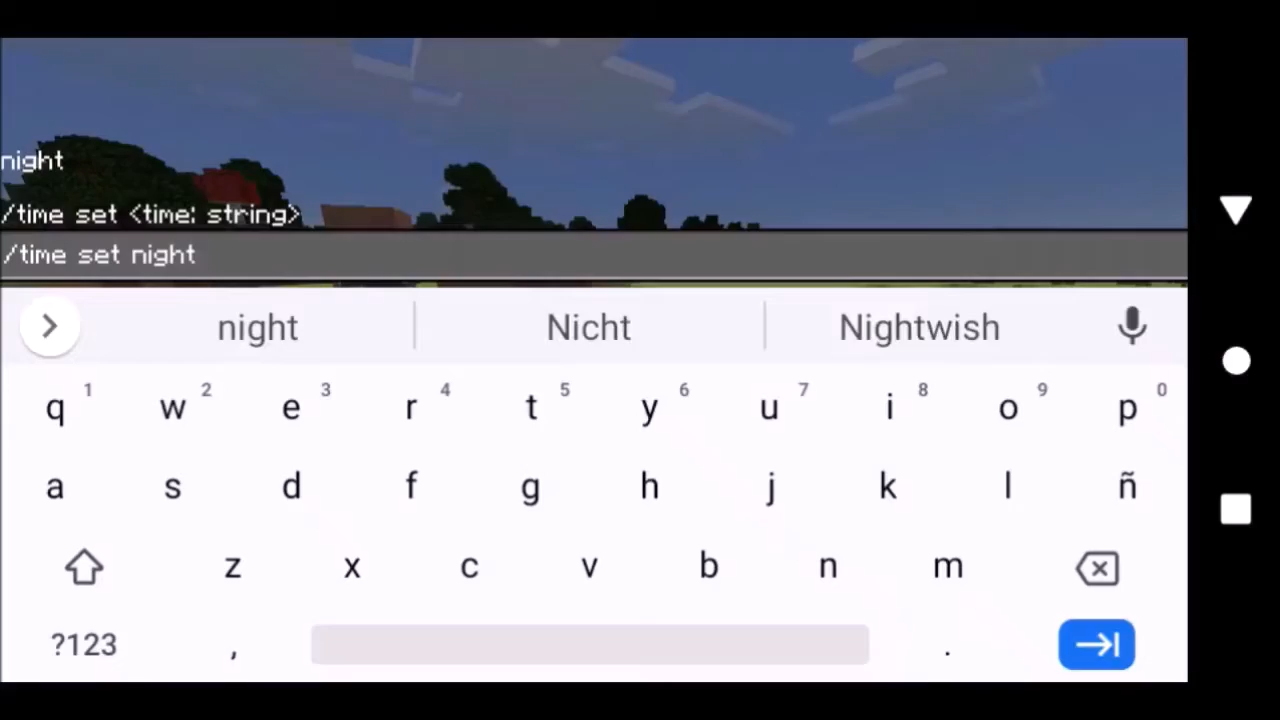 night
/time set <time: string>
/time set night
night Nicht Nightwish
q 1 w 2 e 3 r 4 t 5 y 6 u 7 i 8 o 9 p 0
a s d f g h j k l ñ
z x c v b n m
?123 , .